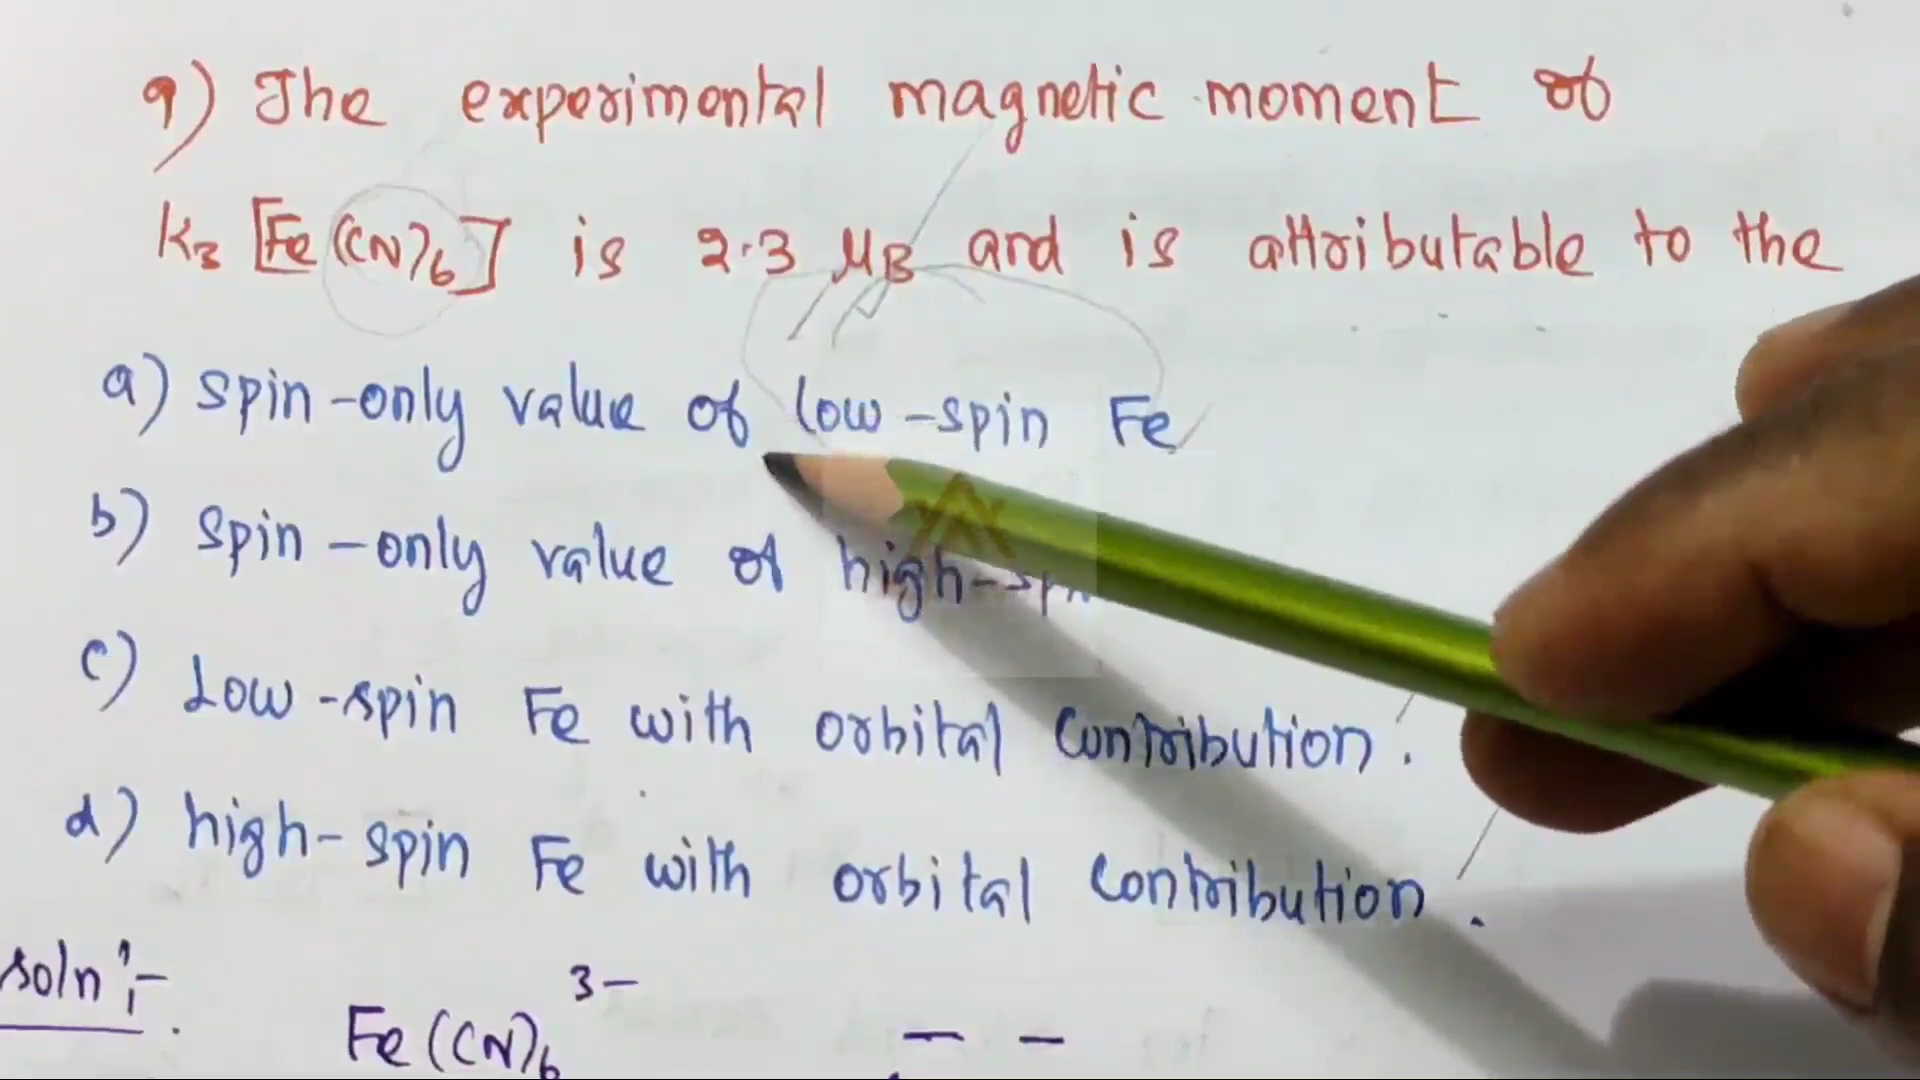 9) The experimental magnetic moment of
K3 [Fe(CN)6] is 2.3 μB and is attributable to the
a) spin-only value of low-spin Fe
b) spin-only value of high-
c) Low-spin Fe with orbital contribution.
d) high-spin Fe with orbital contribution.
soln:-
Fe(CN)6 3-